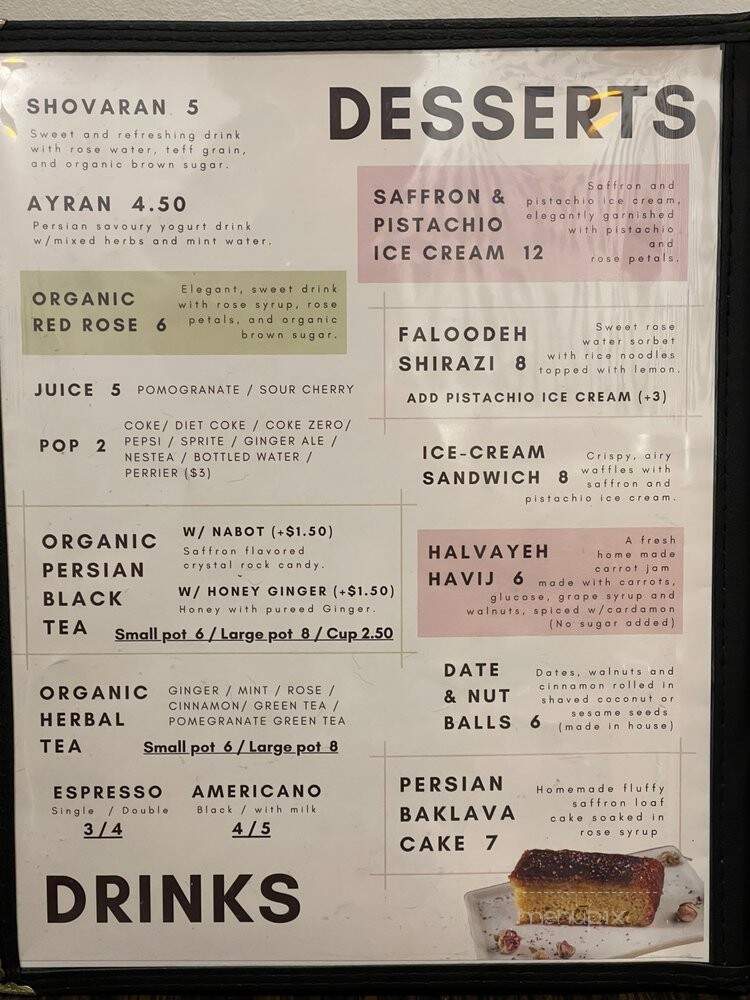 SHOVARAN 5
Sweet and refreshing drink
with rose water, teff grain,
and organic brown sugar.
AYRAN 4.50
Persian savoury yogurt drink
w/mixed herbs and mint water.
ORGANIC
RED ROSE 6
Elegant, sweet drink
with rose syrup, rose
petals, and organic
brown sugar.
JUICE 5 POMOGRANATE / SOUR CHERRY
POP 2
COKE/ DIET COKE / COKE ZERO/
PEPSI / SPRITE / GINGER ALE /
NESTEA / BOTTLED WATER /
PERRIER ($3)
ORGANIC
PERSIAN
BLACK
TEA
W/ NABOT (+$1.50)
Saffron flavored
crystal rock candy.
W/ HONEY GINGER (+$1.50)
Honey with pureed Ginger.
Small pot 6 / Large pot 8 / Cup 2.50
ORGANIC
HERBAL
TEA
GINGER / MINT / ROSE /
CINNAMON/ GREEN TEA /
POMEGRANATE GREEN TEA
Small pot 6 / Large pot 8
ESPRESSO
Single / Double
3 / 4
AMERICANO
Black / with milk
4 / 5
DRINKS
DESSERTS
SAFFRON &
PISTACHIO
ICE CREAM 12
Saffron and
pistachio ice cream,
elegantly garnished
with pistachio
and
rose petals.
FALOODEH
SHIRAZI 8
Sweet rose
water sorbet
with rice noodles
topped with lemon.
ADD PISTACHIO ICE CREAM (+3)
ICE-CREAM
SANDWICH 8
Crispy, airy
waffles with
saffron and
pistachio ice cream.
HALVAYEH
HAVIJ 6
A fresh
home made
carrot jam
made with carrots,
glucose, grape syrup and
walnuts, spiced w/cardamon
(No sugar added)
DATE
& NUT
BALLS 6
Dates, walnuts and
cinnamon rolled in
shaved coconut or
sesame seeds
(made in house)
PERSIAN
BAKLAVA
CAKE 7
Homemade fluffy
saffron loaf
cake soaked in
rose syrup
menupix